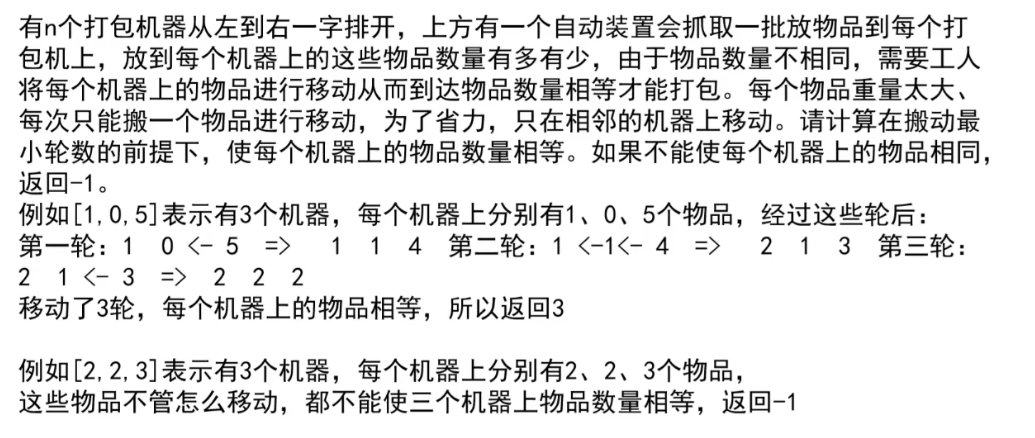 有n个打包机器从左到右一字排开，上方有一个自动装置会抓取一批放物品到每个打
包机上，放到每个机器上的这些物品数量有多有少，由于物品数量不相同，需要工人
将每个机器上的物品进行移动从而到达物品数量相等才能打包。每个物品重量太大、
每次只能搬一个物品进行移动，为了省力，只在相邻的机器上移动。请计算在搬动最
小轮数的前提下，使每个机器上的物品数量相等。如果不能使每个机器上的物品相同，
返回-1。
例如[1,0,5]表示有3个机器，每个机器上分别有1、0、5个物品，经过这些轮后：
第一轮：1  0 <- 5  =>   1  1  4  第二轮：1 <-1<- 4  =>   2  1  3  第三轮：
2  1 <- 3  =>  2  2  2
移动了3轮，每个机器上的物品相等，所以返回3
例如[2,2,3]表示有3个机器，每个机器上分别有2、2、3个物品，
这些物品不管怎么移动，都不能使三个机器上物品数量相等，返回-1